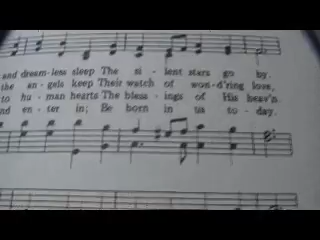 and dream-less sleep The si - lent stars go by.
the an-gels keep Their watch of won-d'ring love,
to hu-man hearts The bless - ings of His heav'n
nd en-ter in; Be born in us to - day.